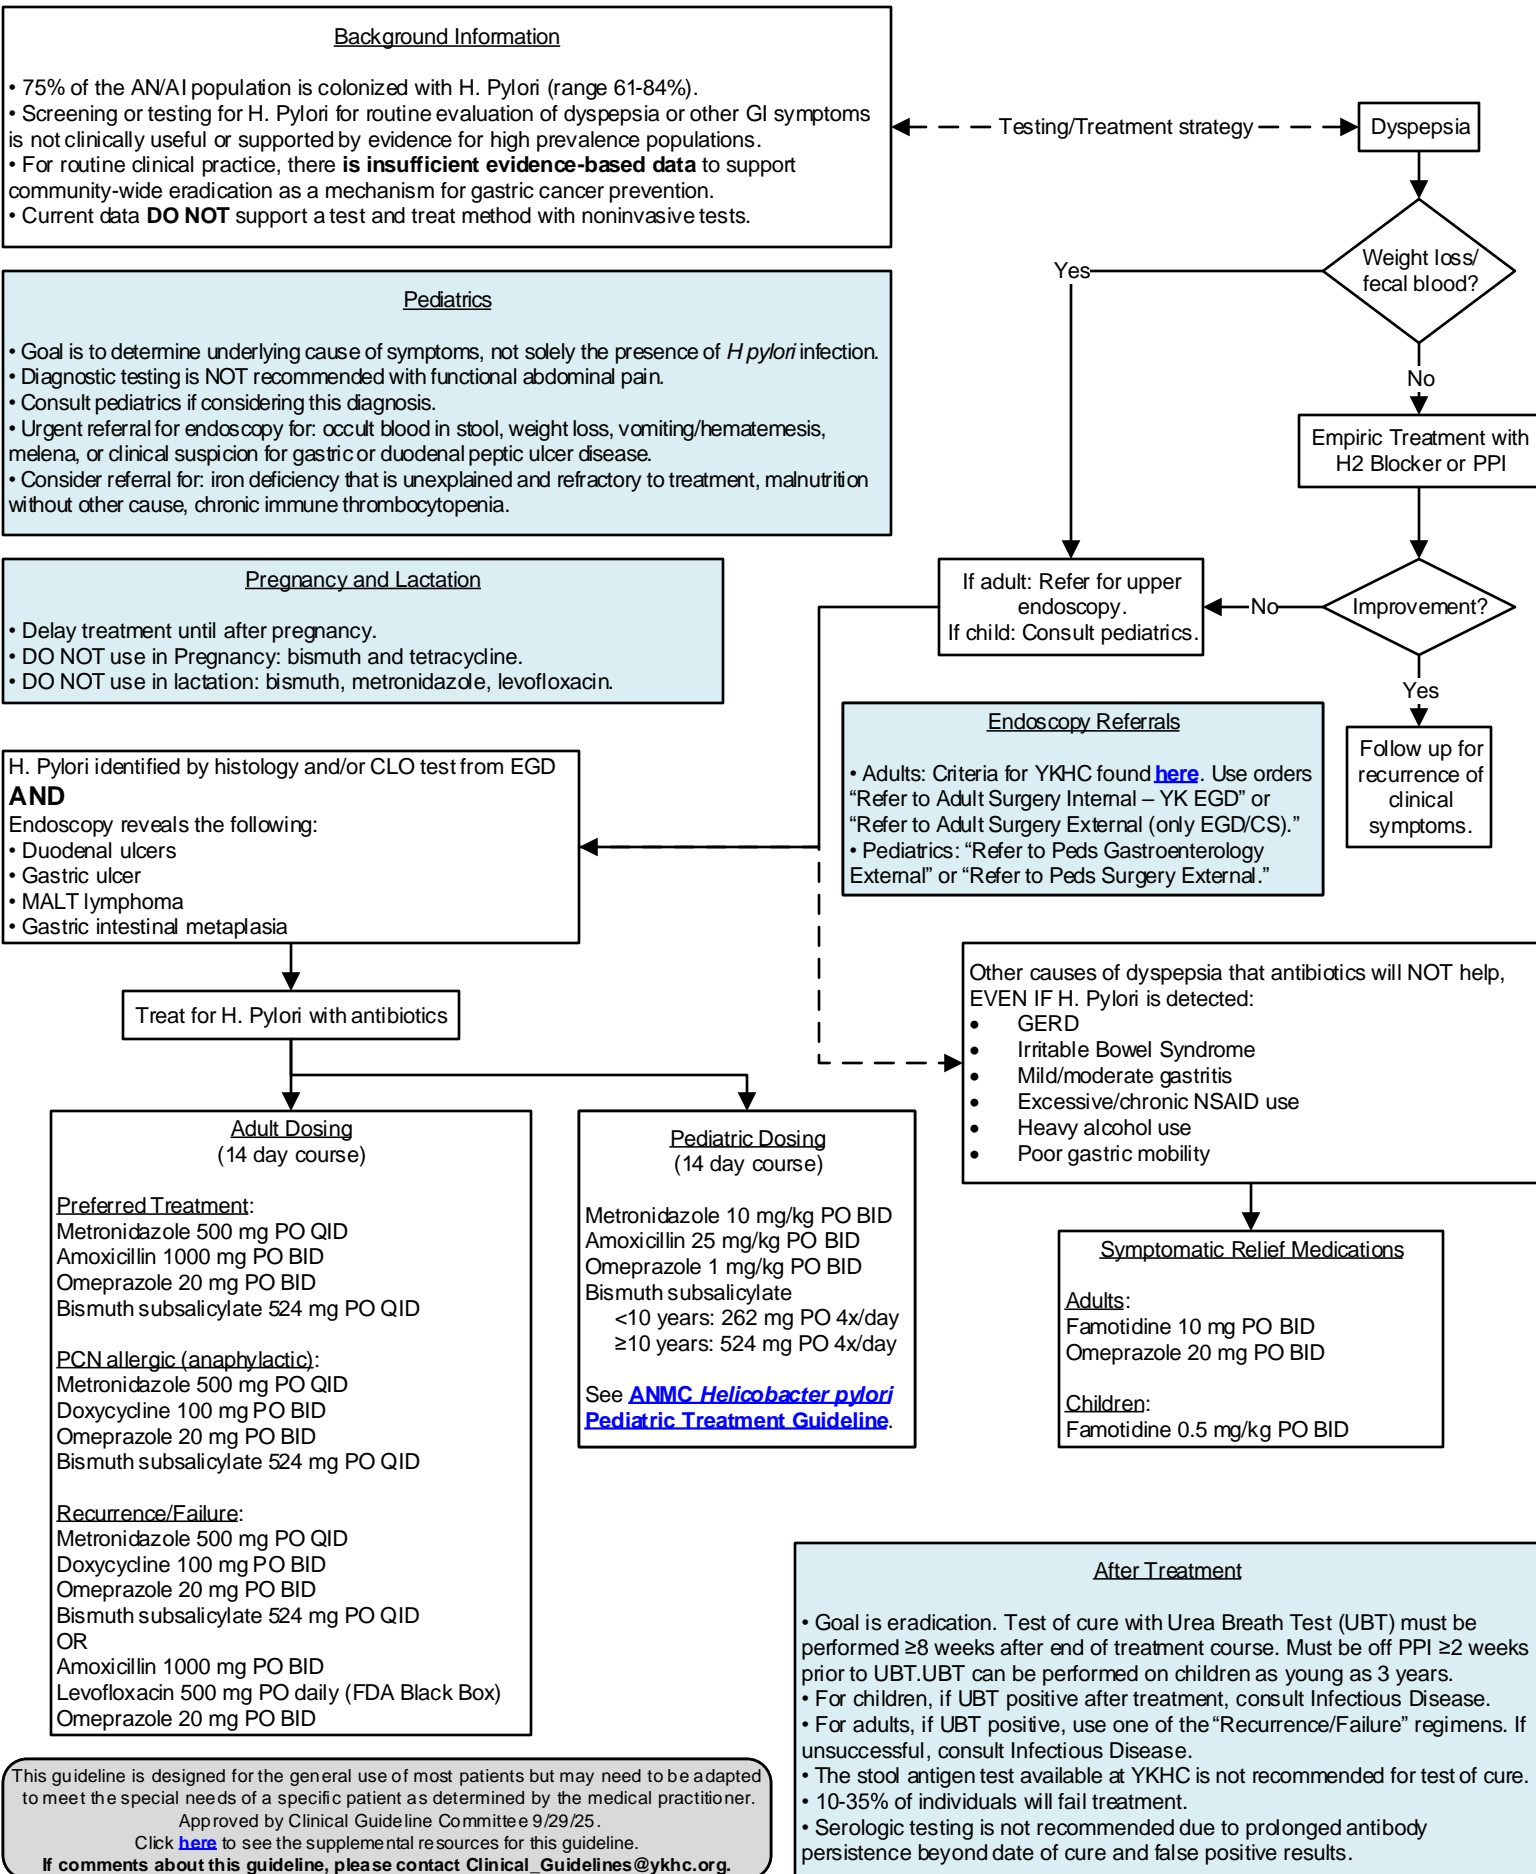 Background Information
• 75% of the AN/AI population is colonized with H. Pylori (range 61-84%).
• Screening or testing for H. Pylori for routine evaluation of dyspepsia or other GI symptoms
is not clinically useful or supported by evidence for high prevalence populations.
• For routine clinical practice, there is insufficient evidence-based data to support
community-wide eradication as a mechanism for gastric cancer prevention.
• Current data DO NOT support a test and treat method with noninvasive tests.
Testing/Treatment strategy
Dyspepsia
Weight loss/
fecal blood?
Yes
No
Empiric Treatment with
H2 Blocker or PPI
Improvement?
No
Yes
Follow up for
recurrence of
clinical
symptoms.
If adult: Refer for upper
endoscopy.
If child: Consult pediatrics.
Pediatrics
• Goal is to determine underlying cause of symptoms, not solely the presence of H pylori infection.
• Diagnostic testing is NOT recommended with functional abdominal pain.
• Consult pediatrics if considering this diagnosis.
• Urgent referral for endoscopy for: occult blood in stool, weight loss, vomiting/hematemesis,
melena, or clinical suspicion for gastric or duodenal peptic ulcer disease.
• Consider referral for: iron deficiency that is unexplained and refractory to treatment, malnutrition
without other cause, chronic immune thrombocytopenia.
Pregnancy and Lactation
• Delay treatment until after pregnancy.
• DO NOT use in Pregnancy: bismuth and tetracycline.
• DO NOT use in lactation: bismuth, metronidazole, levofloxacin.
Endoscopy Referrals
• Adults: Criteria for YKHC found here. Use orders
“Refer to Adult Surgery Internal – YK EGD” or
“Refer to Adult Surgery External (only EGD/CS).”
• Pediatrics: “Refer to Peds Gastroenterology
External” or “Refer to Peds Surgery External.”
H. Pylori identified by histology and/or CLO test from EGD
AND
Endoscopy reveals the following:
• Duodenal ulcers
• Gastric ulcer
• MALT lymphoma
• Gastric intestinal metaplasia
Treat for H. Pylori with antibiotics
Other causes of dyspepsia that antibiotics will NOT help,
EVEN IF H. Pylori is detected:
• GERD
• Irritable Bowel Syndrome
• Mild/moderate gastritis
• Excessive/chronic NSAID use
• Heavy alcohol use
• Poor gastric mobility
Adult Dosing
(14 day course)
Preferred Treatment:
Metronidazole 500 mg PO QID
Amoxicillin 1000 mg PO BID
Omeprazole 20 mg PO BID
Bismuth subsalicylate 524 mg PO QID
PCN allergic (anaphylactic):
Metronidazole 500 mg PO QID
Doxycycline 100 mg PO BID
Omeprazole 20 mg PO BID
Bismuth subsalicylate 524 mg PO QID
Recurrence/Failure:
Metronidazole 500 mg PO QID
Doxycycline 100 mg PO BID
Omeprazole 20 mg PO BID
Bismuth subsalicylate 524 mg PO QID
OR
Amoxicillin 1000 mg PO BID
Levofloxacin 500 mg PO daily (FDA Black Box)
Omeprazole 20 mg PO BID
Pediatric Dosing
(14 day course)
Metronidazole 10 mg/kg PO BID
Amoxicillin 25 mg/kg PO BID
Omeprazole 1 mg/kg PO BID
Bismuth subsalicylate
<10 years: 262 mg PO 4x/day
≥10 years: 524 mg PO 4x/day
See ANMC Helicobacter pylori
Pediatric Treatment Guideline.
Symptomatic Relief Medications
Adults:
Famotidine 10 mg PO BID
Omeprazole 20 mg PO BID
Children:
Famotidine 0.5 mg/kg PO BID
After Treatment
• Goal is eradication. Test of cure with Urea Breath Test (UBT) must be
performed ≥8 weeks after end of treatment course. Must be off PPI ≥2 weeks
prior to UBT.UBT can be performed on children as young as 3 years.
• For children, if UBT positive after treatment, consult Infectious Disease.
• For adults, if UBT positive, use one of the “Recurrence/Failure” regimens. If
unsuccessful, consult Infectious Disease.
• The stool antigen test available at YKHC is not recommended for test of cure.
• 10-35% of individuals will fail treatment.
• Serologic testing is not recommended due to prolonged antibody
persistence beyond date of cure and false positive results.
This guideline is designed for the general use of most patients but may need to be adapted
to meet the special needs of a specific patient as determined by the medical practitioner.
Approved by Clinical Guideline Committee 9/29/25.
Click here to see the supplemental resources for this guideline.
If comments about this guideline, please contact Clinical_Guidelines@ykhc.org.